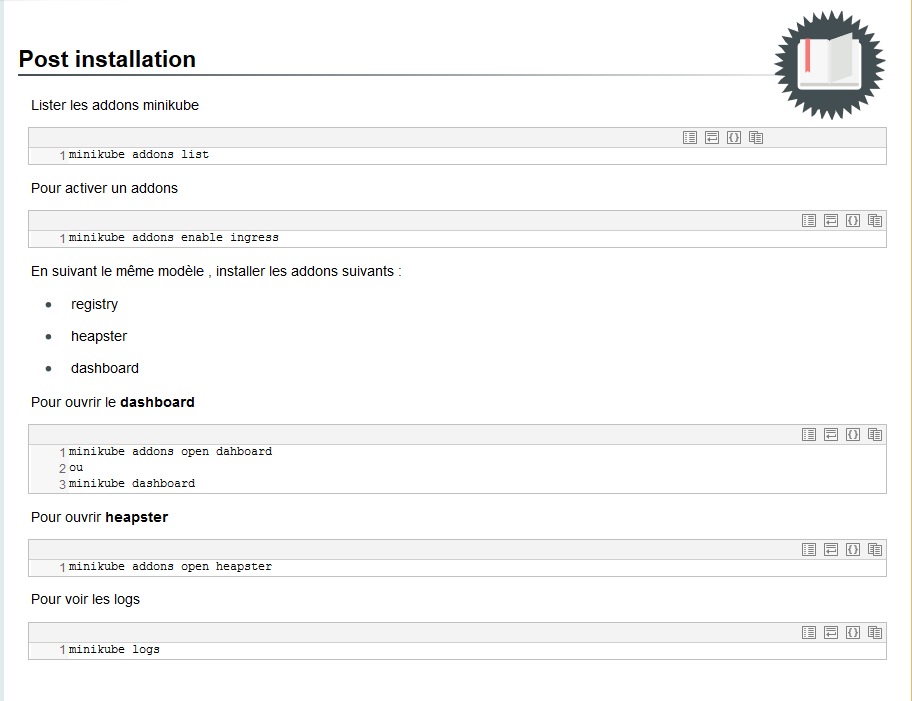 Post installation
Lister les addons minikube
1 minikube addons list
Pour activer un addons
1 minikube addons enable ingress
En suivant le même modèle , installer les addons suivants :
• registry
• heapster
• dashboard
Pour ouvrir le dashboard
1 minikube addons open dahboard
2 ou
3 minikube dashboard
Pour ouvrir heapster
1 minikube addons open heapster
Pour voir les logs
1 minikube logs